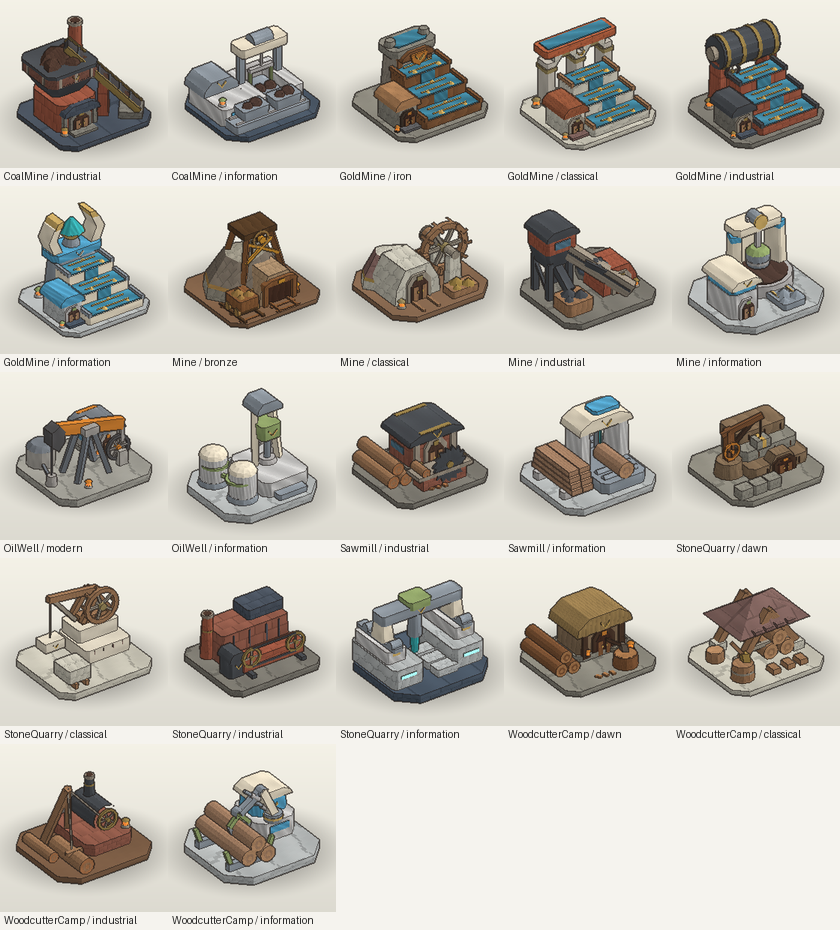 CoalMine / industrial
CoalMine / information
GoldMine / iron
GoldMine / classical
GoldMine / industrial
GoldMine / information
Mine / bronze
Mine / classical
Mine / industrial
Mine / information
OilWell / modern
OilWell / information
Sawmill / industrial
Sawmill / information
StoneQuarry / dawn
StoneQuarry / classical
StoneQuarry / industrial
StoneQuarry / information
WoodcutterCamp / dawn
WoodcutterCamp / classical
WoodcutterCamp / industrial
WoodcutterCamp / information